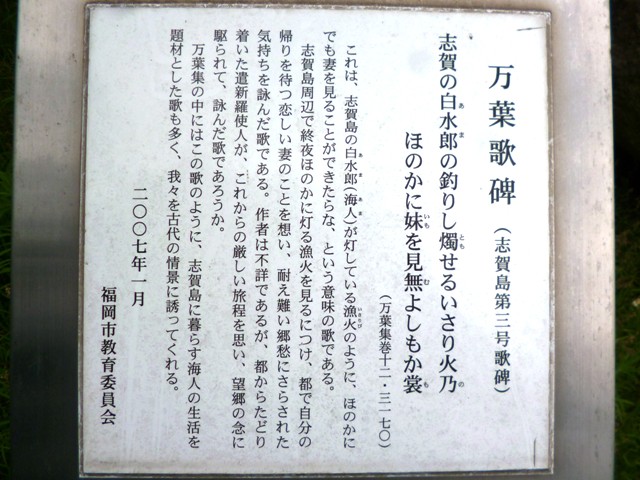 万葉歌碑（志賀島第三号歌碑）
志賀の白水郎の釣りし燭せるいさり火乃
ほのかに妹を見無よしもか裳
（万葉集巻十二・三一七〇）
これは、志賀島の白水郎（海人）が灯している漁火のように、ほのかに
でも妻を見ることができたらな、という意味の歌である。
志賀島周辺で終夜ほのかに灯る漁火を見るにつけ、都で自分の
帰りを待つ恋しい妻のことを想い、耐え難い郷愁にさらされた
気持ちを詠んだ歌である。作者は不詳であるが、都からたどり
着いた遣新羅使人が、これからの厳しい旅程を思い、望郷の念に
駆られて、詠んだ歌であろうか。
万葉集の中にはこの歌のように、志賀島に暮らす海人の生活を
題材とした歌も多く、我々を古代の情景に誘ってくれる。
二〇〇七年一月
福岡市教育委員会